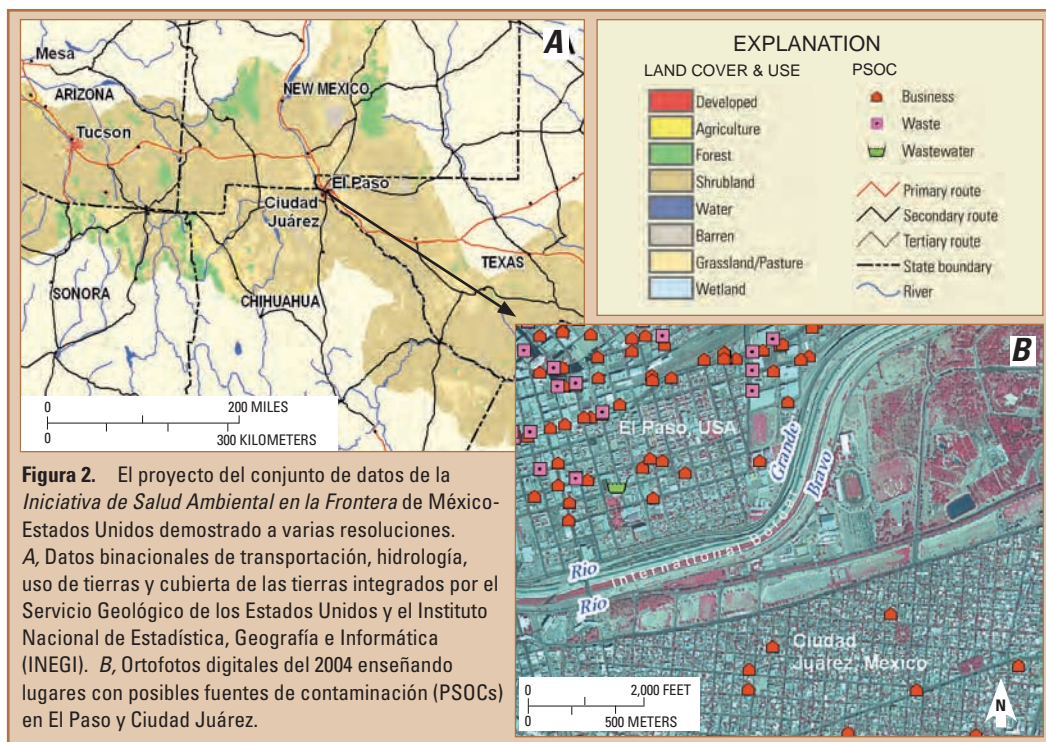 A
Mesa
ARIZONA
NEW MEXICO
Tucson
El Paso
Ciudad
Juárez
TEXAS
SONORA
CHIHUAHUA
0 200 MILES
0 300 KILOMETERS
EXPLANATION
LAND COVER & USE
Developed
Agriculture
Forest
Shrubland
Water
Barren
Grassland/Pasture
Wetland
PSOC
Business
Waste
Wastewater
Primary route
Secondary route
Tertiary route
State boundary
River
B
El Paso, USA
Rio Grande
International Border
Río Bravo
Ciudad
Juárez, Mexico
0 2,000 FEET
0 500 METERS
N
Figura 2. El proyecto del conjunto de datos de la
Iniciativa de Salud Ambiental en la Frontera de México-
Estados Unidos demostrado a varias resoluciones.
A, Datos binacionales de transportación, hidrología,
uso de tierras y cubierta de las tierras integrados por el
Servicio Geológico de los Estados Unidos y el Instituto
Nacional de Estadística, Geografía e Informática
(INEGI). B, Ortofotos digitales del 2004 enseñando
lugares con posibles fuentes de contaminación (PSOCs)
en El Paso y Ciudad Juárez.